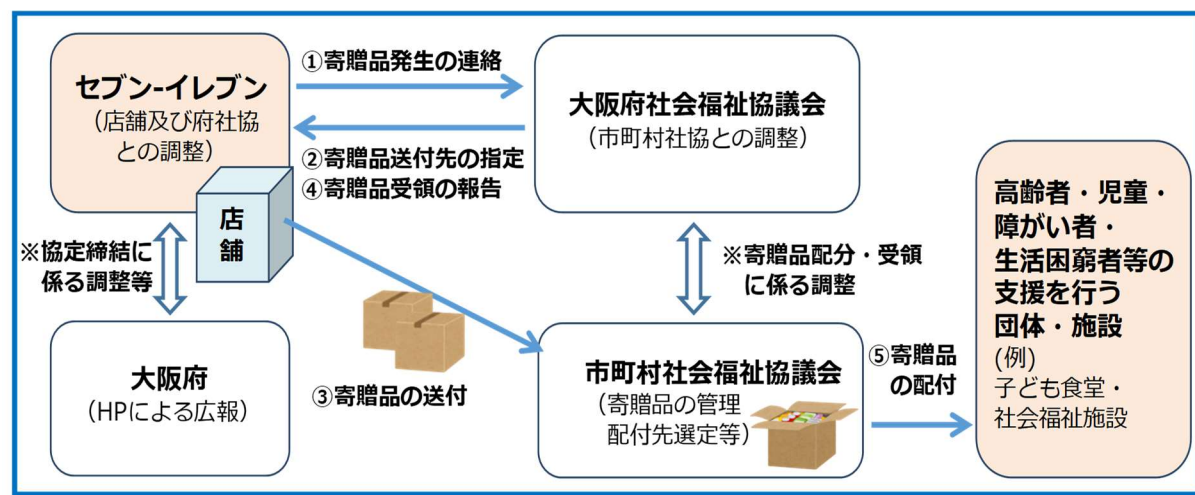 セブン-イレブン
（店舗及び府社協
との調整）
店
舗
①寄贈品発生の連絡
②寄贈品送付先の指定
④寄贈品受領の報告
大阪府社会福祉協議会
（市町村社協との調整）
※協定締結に
係る調整等
※寄贈品配分・受領
に係る調整
大阪府
（HPによる広報）
③寄贈品の送付
市町村社会福祉協議会
（寄贈品の管理
配付先選定等）
⑤寄贈品
の配付
高齢者・児童・
障がい者・
生活困窮者等の
支援を行う
団体・施設
(例)
子ども食堂・
社会福祉施設